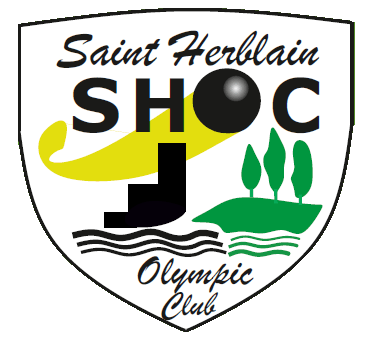 Saint Herblain
SHOC
Olympic
Club